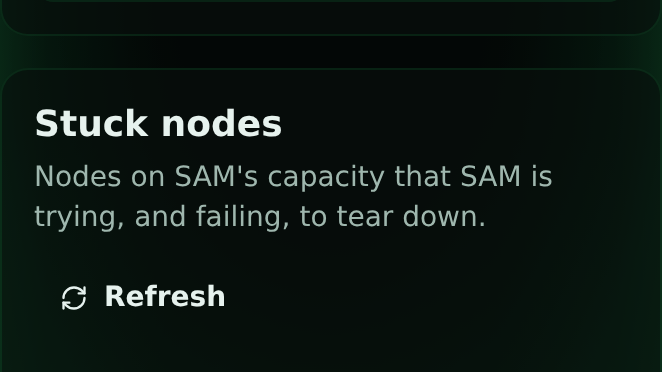 Stuck nodes
Nodes on SAM's capacity that SAM is
trying, and failing, to tear down.
Refresh